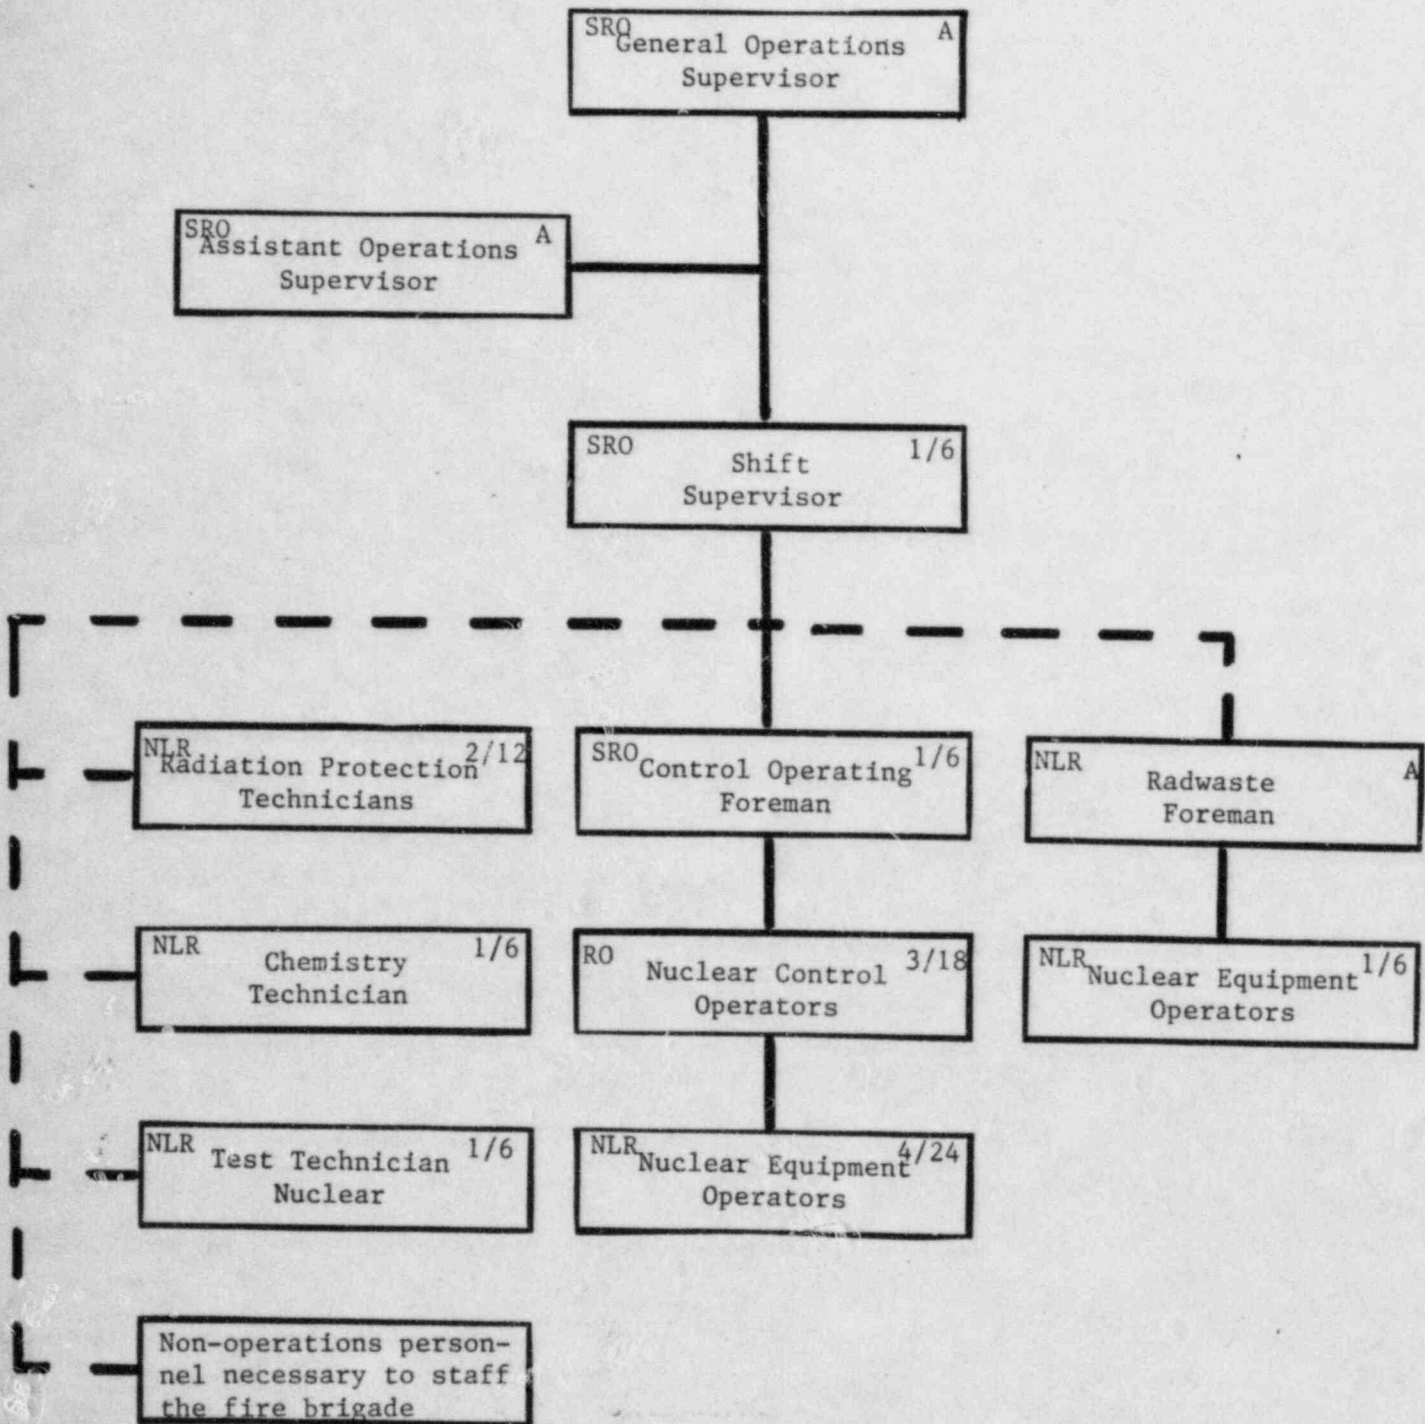 SRO A
General Operations
Supervisor
SRO A
Assistant Operations
Supervisor
SRO 1/6
Shift
Supervisor
NLR 2/12
Radiation Protection
Technicians
SRO 1/6
Control Operating
Foreman
NLR A
Radwaste
Foreman
NLR 1/6
Chemistry
Technician
RO 3/18
Nuclear Control
Operators
NLR 1/6
Nuclear Equipment
Operators
NLR 1/6
Test Technician
Nuclear
NLR 4/24
Nuclear Equipment
Operators
Non-operations person-
nel necessary to staff
the fire brigade